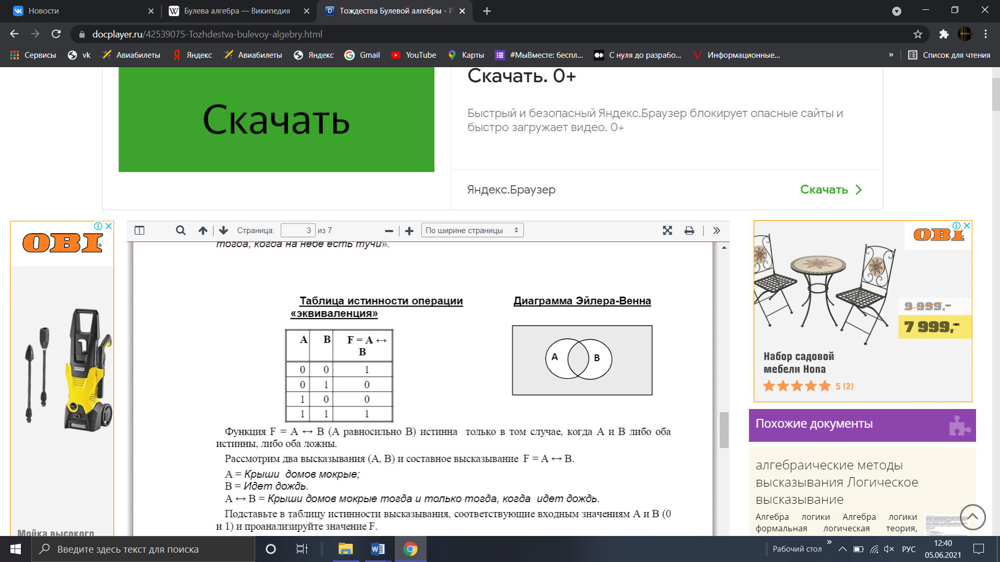 Новости
Булева алгебра — Википедия
Тождества Булевой алгебры - P
docplayer.ru/42539075-Tozhdestva-bulevoy-algebry.html
Сервисы
vk
Авиабилеты
Яндекс
Авиабилеты
Яндекс
Gmail
YouTube
Карты
#МыВместе: беспл...
С нуля до разрабо...
Информационные...
»
Список для чтения
Скачать
Скачать. 0+
Быстрый и безопасный Яндекс.Браузер блокирует опасные сайты и
быстро загружает видео. 0+
Яндекс.Браузер
Скачать
OBI
Мойка высокого
Страница: 3 из 7
По ширине страницы
тогда, когда на небе есть тучи».
Таблица истинности операции
«эквиваленция»
A B F = A ↔
B
0 0 1
0 1 0
1 0 0
1 1 1
Диаграмма Эйлера-Венна
A B
Функция F = A ↔ B (А равносильно В) истинна только в том случае, когда А и В либо оба
истинны, либо оба ложны.
Рассмотрим два высказывания (А, В) и составное высказывание F = A ↔ B.
A = Крыши домов мокрые;
B = Идет дождь.
A ↔ B = Крыши домов мокрые тогда и только тогда, когда идет дождь.
Подставьте в таблицу истинности высказывания, соответствующие входным значениям А и В (0
и 1) и проанализируйте значение F.
OBI
9 999,-
7 999,-
Набор садовой
мебели Hona
5 (2)
Похожие документы
алгебраические методы
высказывания Логическое
высказывание
Алгебра логики Алгебра логики
формальная логическая теория,
Введите здесь текст для поиска
Рабочий стол
»
РУС
12:40
05.06.2021